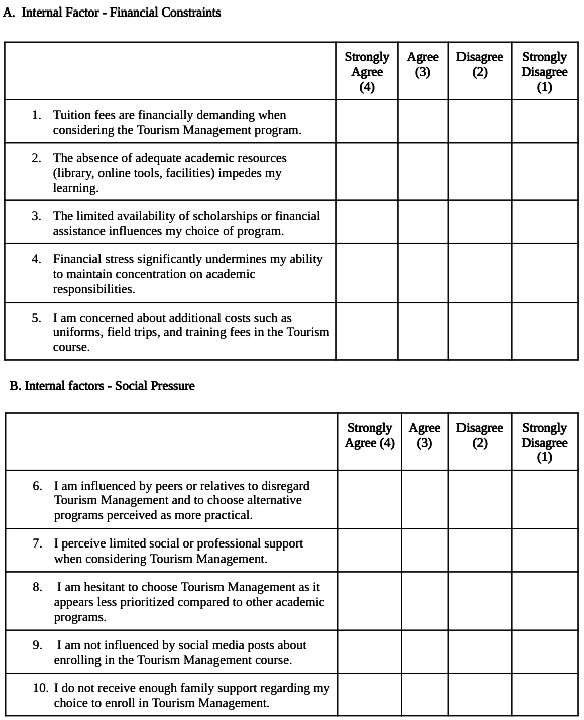 A. Internal Factor - Financial Constraints
Strongly Agree (4) Agree (3) Disagree (2) Strongly Disagree (1)
1. Tuition fees are financially demanding when
considering the Tourism Management program.
2. The absence of adequate academic resources
(library, online tools, facilities) impedes my
learning.
3. The limited availability of scholarships or financial
assistance influences my choice of program.
4. Financial stress significantly undermines my ability
to maintain concentration on academic
responsibilities.
5. I am concerned about additional costs such as
uniforms, field trips, and training fees in the Tourism
course.
B. Internal factors - Social Pressure
Strongly Agree (4) Agree (3) Disagree (2) Strongly Disagree (1)
6. I am influenced by peers or relatives to disregard
Tourism Management and to choose alternative
programs perceived as more practical.
7. I perceive limited social or professional support
when considering Tourism Management.
8. I am hesitant to choose Tourism Management as it
appears less prioritized compared to other academic
programs.
9. I am not influenced by social media posts about
enrolling in the Tourism Management course.
10. I do not receive enough family support regarding my
choice to enroll in Tourism Management.